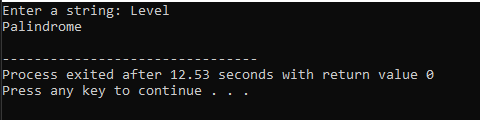 Enter a string: Level
Palindrome
--------------------------------
Process exited after 12.53 seconds with return value 0
Press any key to continue . . .